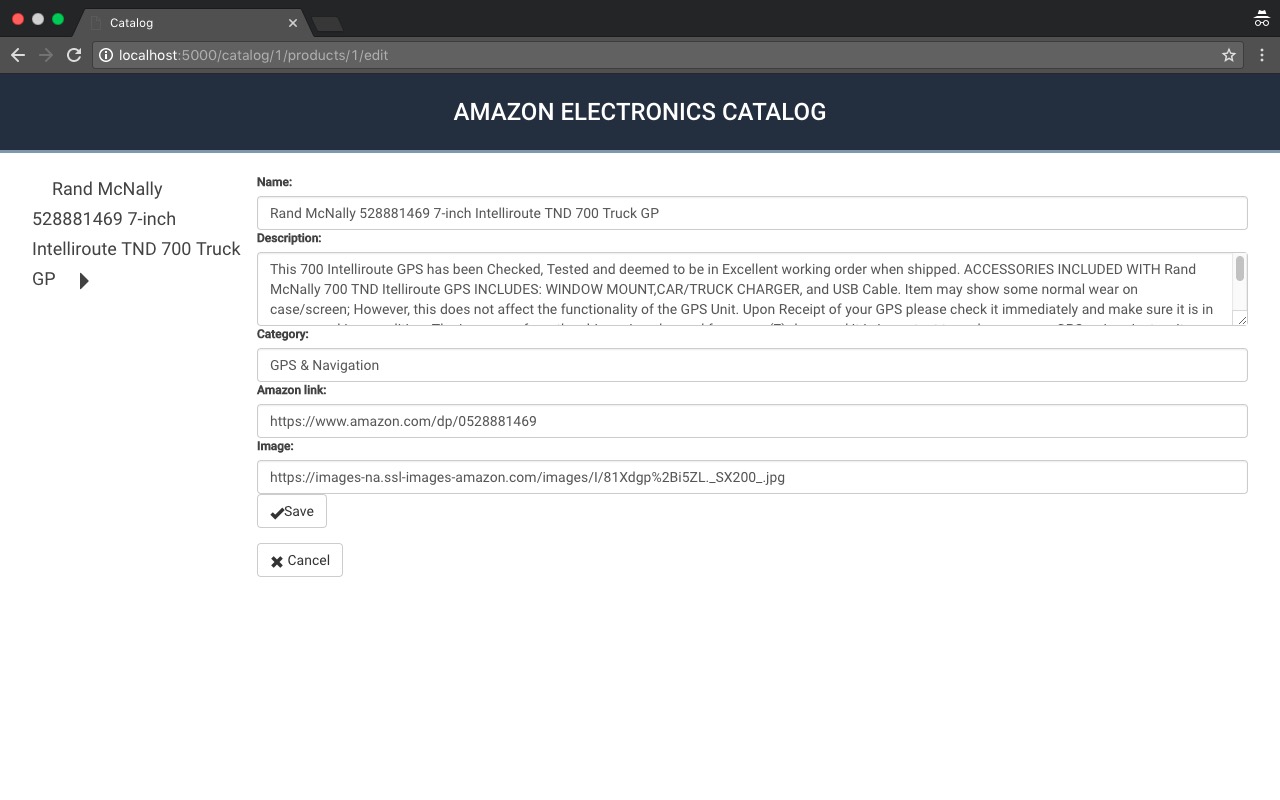 Catalog
localhost:5000/catalog/1/products/1/edit
AMAZON ELECTRONICS CATALOG
Rand McNally
528881469 7-inch
Intelliroute TND 700 Truck
GP
Name:
Rand McNally 528881469 7-inch Intelliroute TND 700 Truck GP
Description:
This 700 Intelliroute GPS has been Checked, Tested and deemed to be in Excellent working order when shipped. ACCESSORIES INCLUDED WITH Rand
McNally 700 TND Itelliroute GPS INCLUDES: WINDOW MOUNT,CAR/TRUCK CHARGER, and USB Cable. Item may show some normal wear on
case/screen; However, this does not affect the functionality of the GPS Unit. Upon Receipt of your GPS please check it immediately and make sure it is in
Category:
GPS & Navigation
Amazon link:
https://www.amazon.com/dp/0528881469
Image:
https://images-na.ssl-images-amazon.com/images/I/81Xdgp%2Bi5ZL._SX200_.jpg
Save
Cancel